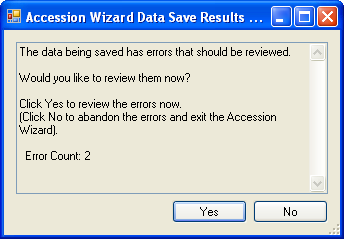 Accession Wizard Data Save Results ...
The data being saved has errors that should be reviewed.
Would you like to review them now?
Click Yes to review the errors now.
(Click No to abandon the errors and exit the Accession
Wizard).
Error Count: 2
Yes No